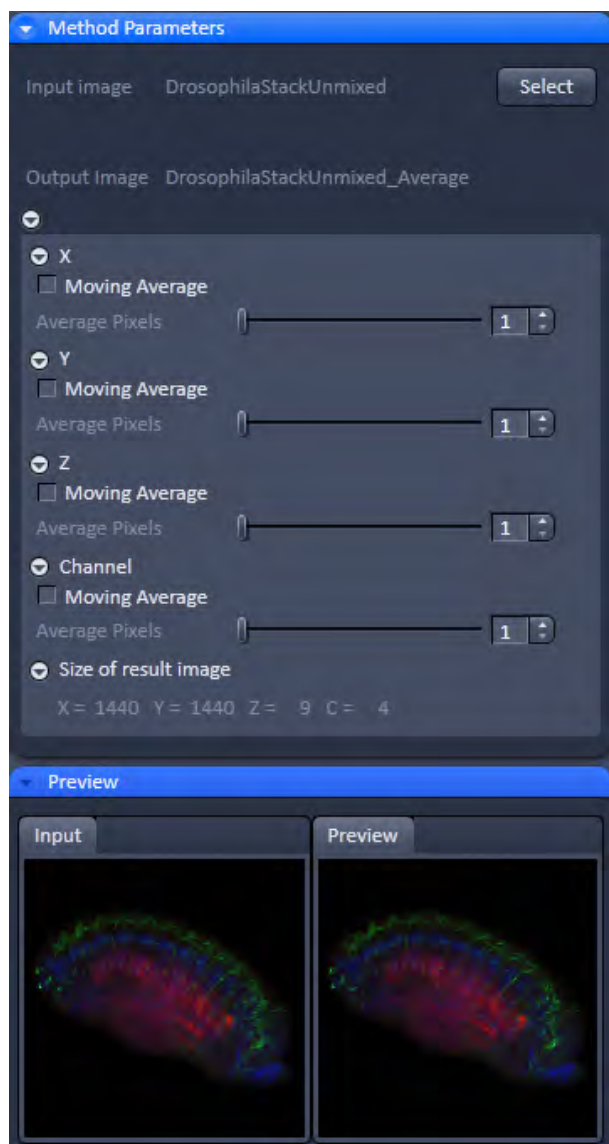 Method Parameters
Input image DrosophilaStackUnmixed Select
Output Image DrosophilaStackUnmixed_Average
X
Moving Average
Average Pixels 1
Y
Moving Average
Average Pixels 1
Z
Moving Average
Average Pixels 1
Channel
Moving Average
Average Pixels 1
Size of result image
X = 1440 Y = 1440 Z = 9 C = 4
Preview
Input Preview